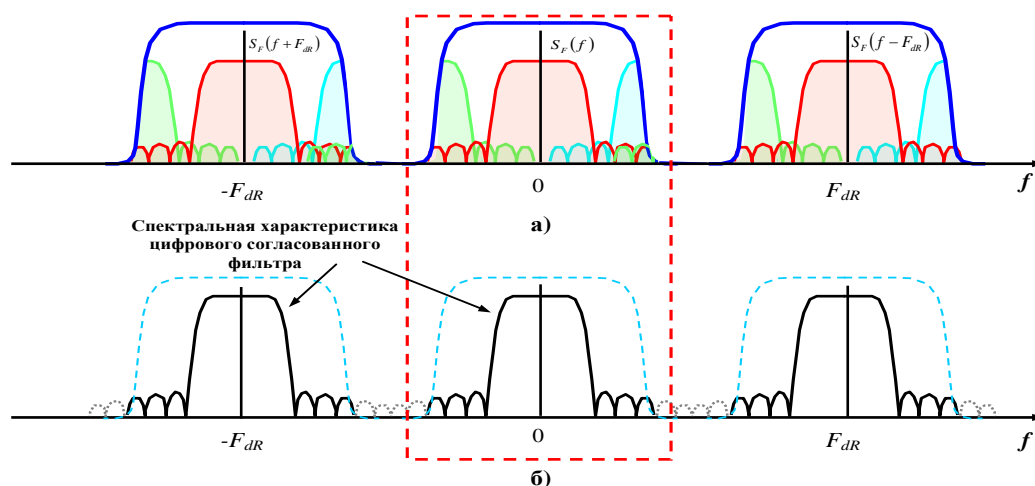 S_F(f + F_dR)
S_F(f)
S_F(f − F_dR)
-F_dR
0
F_dR
f
а)
Спектральная характеристика
цифрового согласованного
фильтра
-F_dR
0
F_dR
f
б)